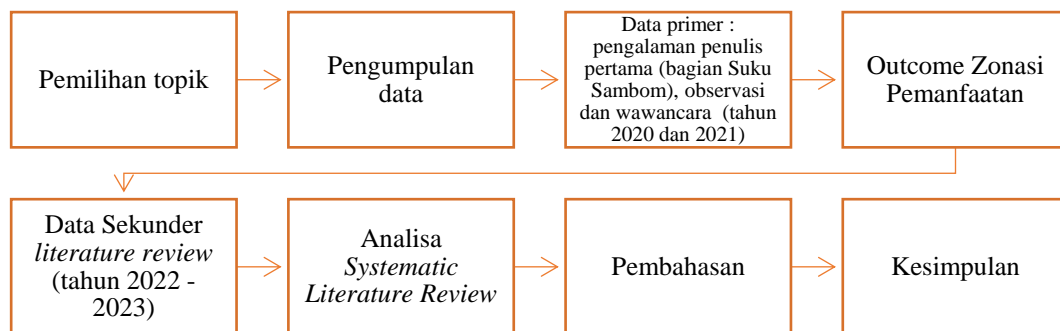 Pemilihan topik
Pengumpulan
data
Data primer :
pengalaman penulis
pertama (bagian Suku
Sambom), observasi
dan wawancara (tahun
2020 dan 2021)
Outcome Zonasi
Pemanfaatan
Data Sekunder
literature review
(tahun 2022 -
2023)
Analisa
Systematic
Literature Review
Pembahasan
Kesimpulan